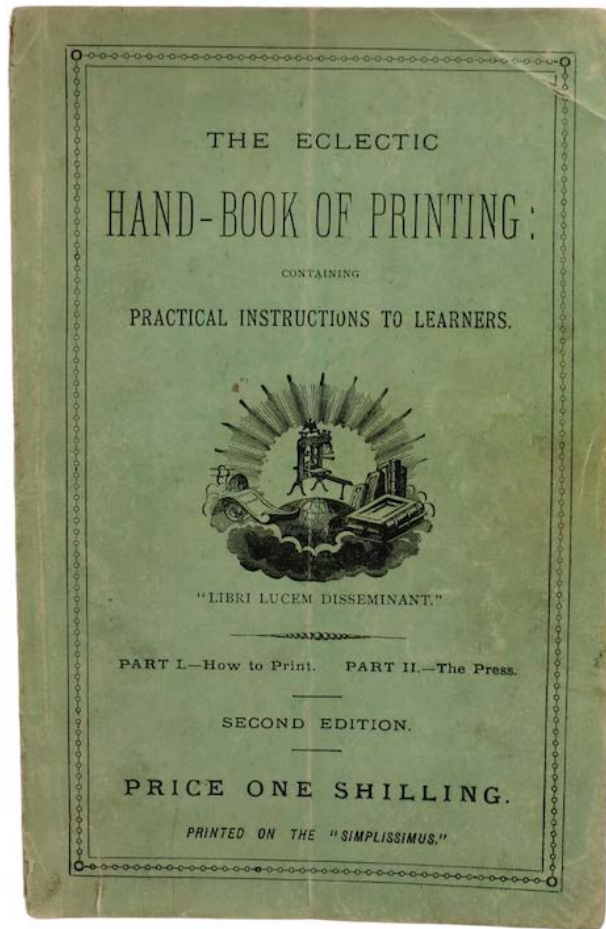 THE ECLECTIC
HAND-BOOK OF PRINTING:
CONTAINING
PRACTICAL INSTRUCTIONS TO LEARNERS.
"LIBRI LUCEM DISSEMINANT."
PART I.—How to Print. PART II.—The Press.
SECOND EDITION.
PRICE ONE SHILLING.
PRINTED ON THE "SIMPLISSIMUS."